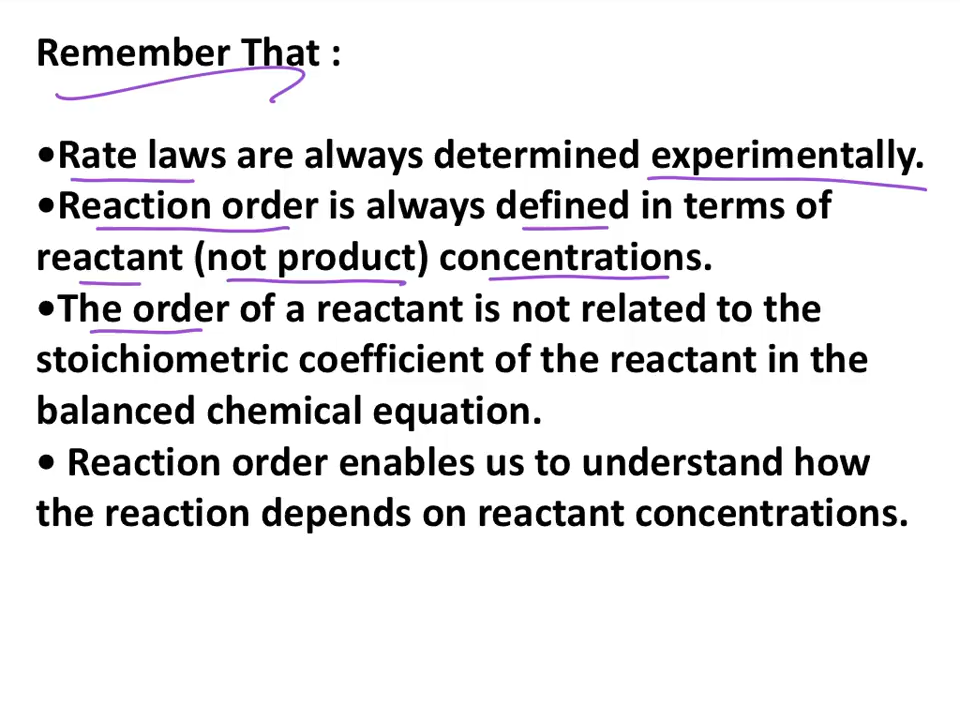 Remember That :
•Rate laws are always determined experimentally.
•Reaction order is always defined in terms of
reactant (not product) concentrations.
•The order of a reactant is not related to the
stoichiometric coefficient of the reactant in the
balanced chemical equation.
• Reaction order enables us to understand how
the reaction depends on reactant concentrations.